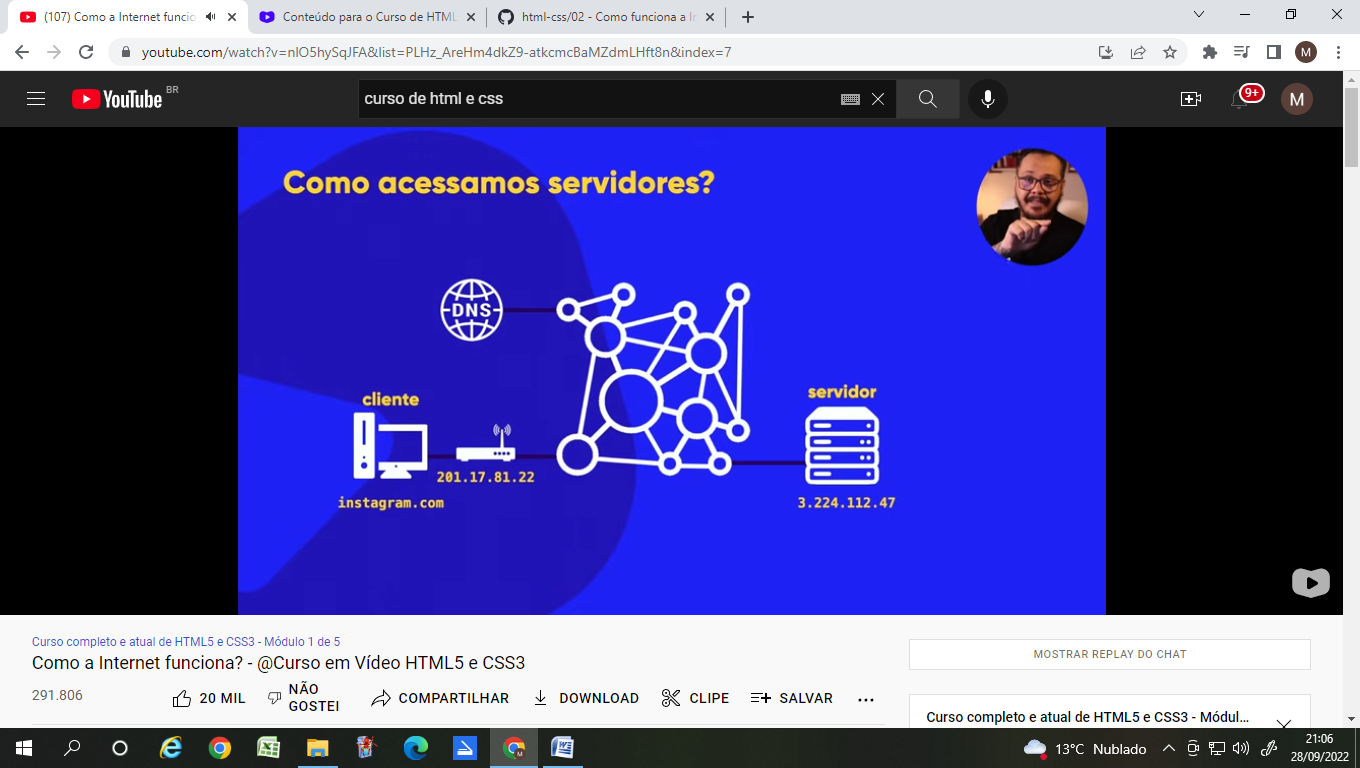 (107) Como a Internet funcio
Conteúdo para o Curso de HTML
html-css/02 - Como funciona a In
youtube.com/watch?v=nlO5hySqJFA&list=PLHz_AreHm4dkZ9-atkcmcBaMZdmLHft8n&index=7
M
YouTube BR
curso de html e css
9+
M
Como acessamos servidores?
DNS
cliente
servidor
201.17.81.22
instagram.com
3.224.112.47
Curso completo e atual de HTML5 e CSS3 - Módulo 1 de 5
Como a Internet funciona? - @Curso em Vídeo HTML5 e CSS3
291.806
20 MIL
NÃO
GOSTEI
COMPARTILHAR
DOWNLOAD
CLIPE
SALVAR
MOSTRAR REPLAY DO CHAT
Curso completo e atual de HTML5 e CSS3 - Módul...
13°C Nublado
21:06
28/09/2022